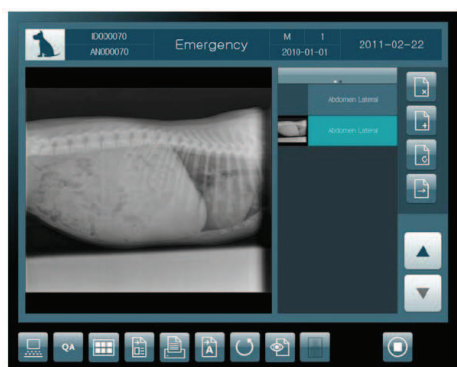 ID000070
AN000070
Emergency
M 1
2010-01-01
2011-02-22
Abdomen Lateral
Abdomen Lateral
QA
A